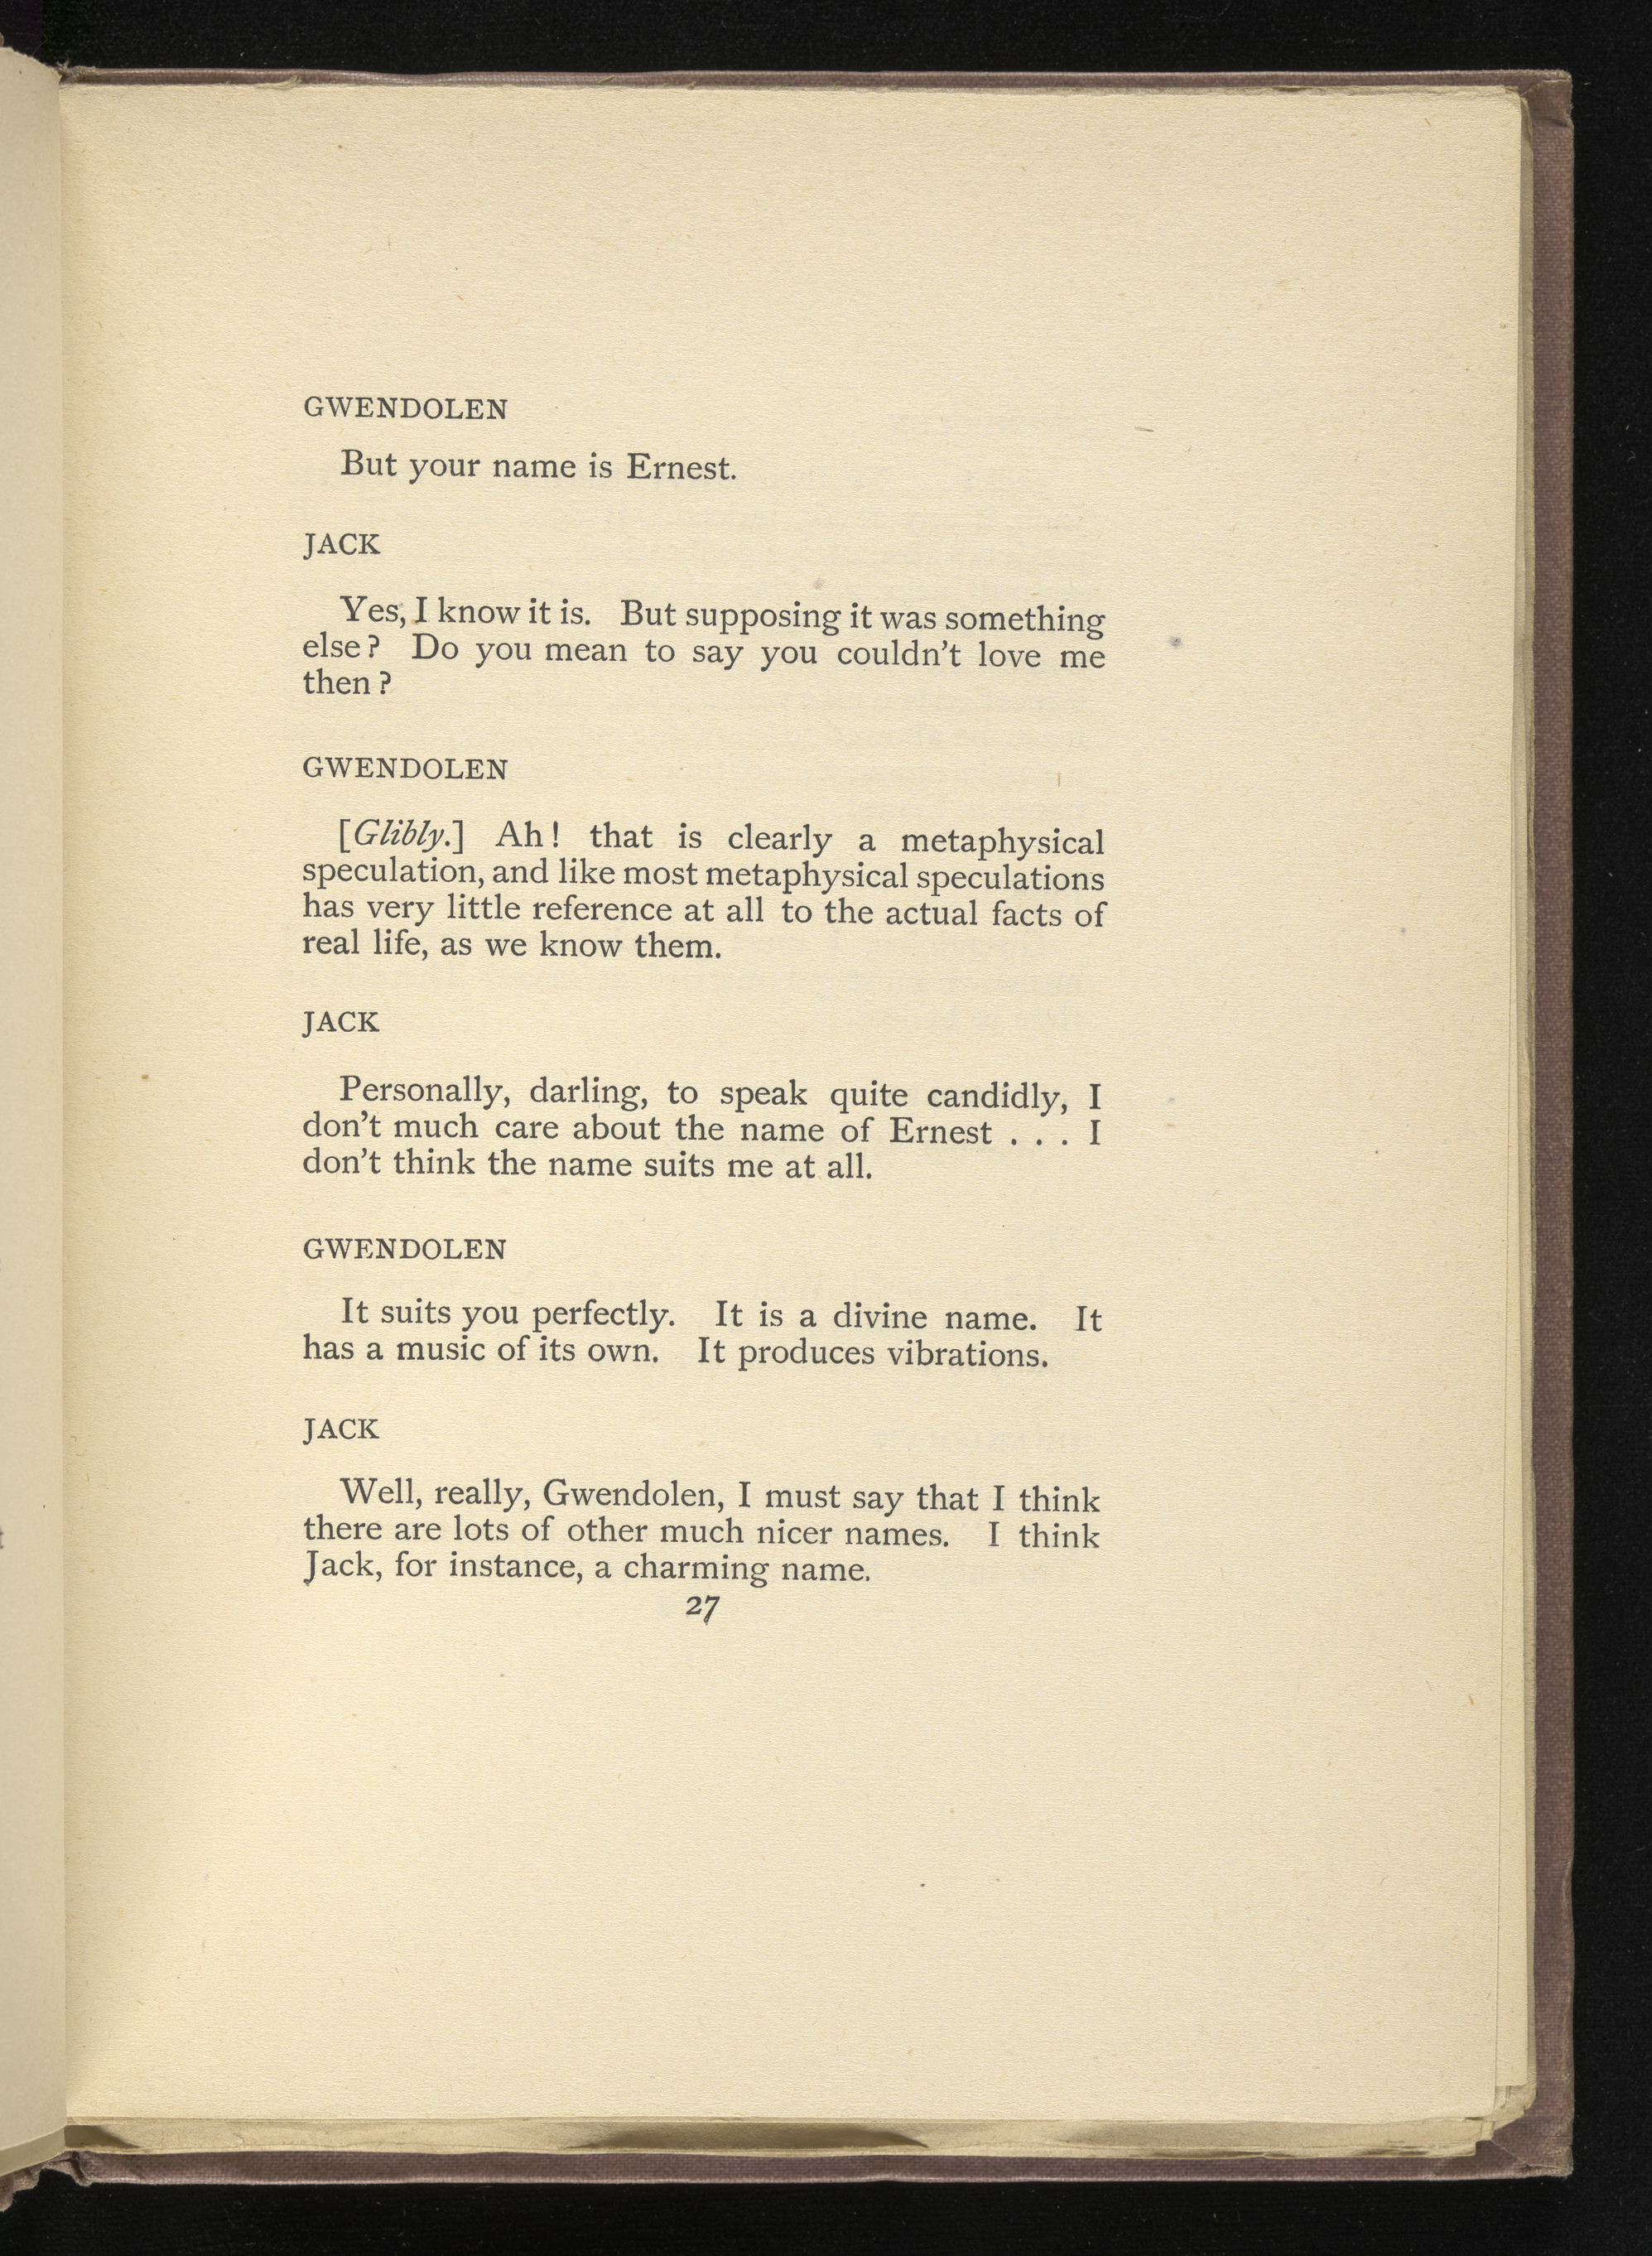 GWENDOLEN
But your name is Ernest.
JACK
Yes, I know it is. But supposing it was something
else? Do you mean to say you couldn't love me
then?
GWENDOLEN
[Glibly.] Ah! that is clearly a metaphysical
speculation, and like most metaphysical speculations
has very little reference at all to the actual facts of
real life, as we know them.
JACK
Personally, darling, to speak quite candidly, I
don't much care about the name of Ernest . . . I
don't think the name suits me at all.
GWENDOLEN
It suits you perfectly. It is a divine name. It
has a music of its own. It produces vibrations.
JACK
Well, really, Gwendolen, I must say that I think
there are lots of other much nicer names. I think
Jack, for instance, a charming name.
27